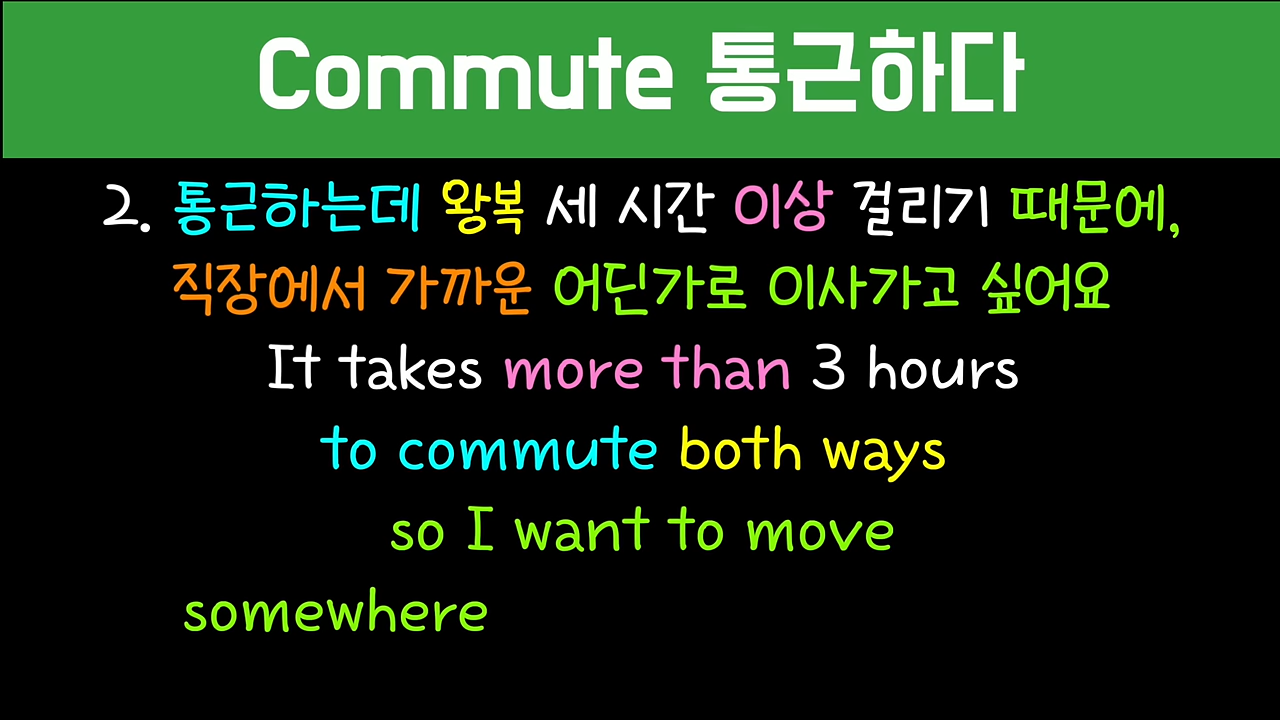 Commute 통근하다
2. 통근하는데 왕복 세 시간 이상 걸리기 때문에,
직장에서 가까운 어딘가로 이사가고 싶어요
It takes more than 3 hours
to commute both ways
so I want to move
somewhere